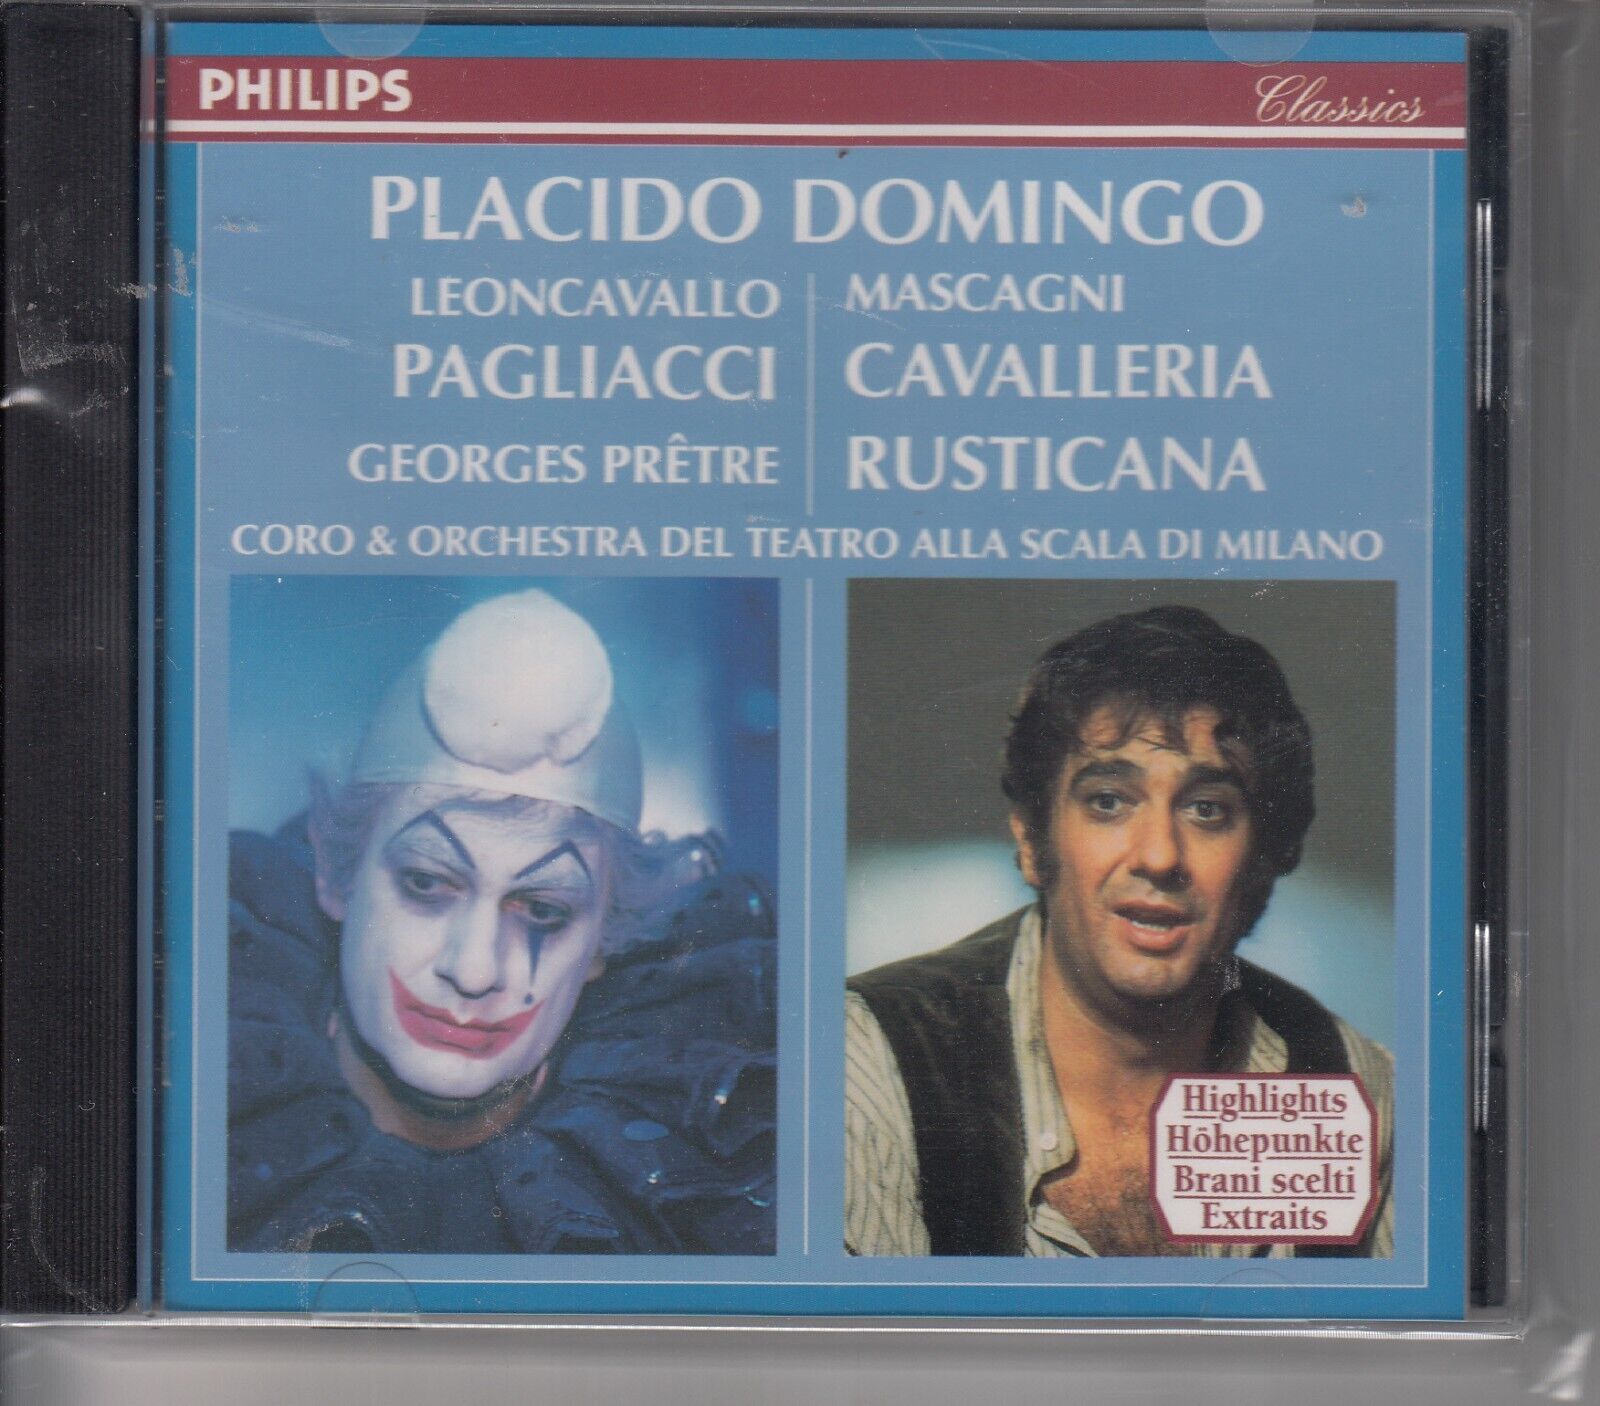 PHILIPS
Classics
PLACIDO DOMINGO
LEONCAVALLO
PAGLIACCI
GEORGES PRÊTRE
MASCAGNI
CAVALLERIA
RUSTICANA
CORO & ORCHESTRA DEL TEATRO ALLA SCALA DI MILANO
Highlights
Höhepunkte
Brani scelti
Extraits